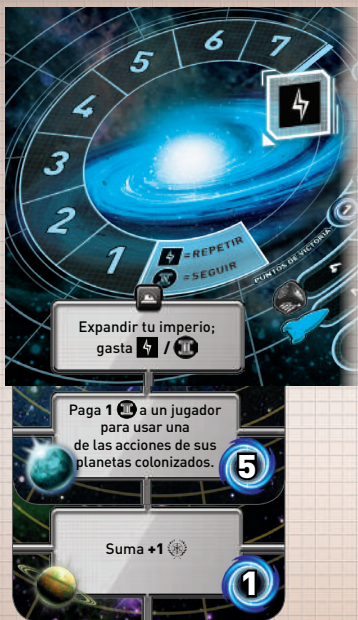 5
6
7
4
3
2
1
= REPETIR
= SEGUIR
PUNTOS DE VICTORIA
7
Expandir tu imperio;
gasta /
Paga 1 a un jugador
para usar una
de las acciones de sus
planetas colonizados.
5
Suma +1
1